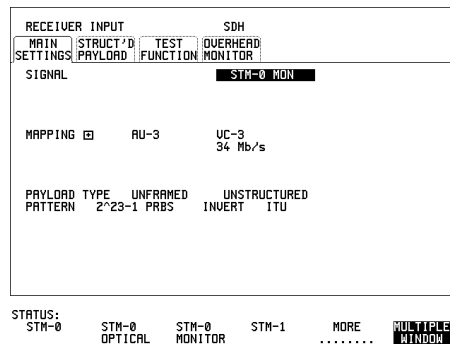 RECEIVER INPUT SDH
MAIN STRUCT'D TEST OVERHEAD
SETTINGS PAYLOAD FUNCTION MONITOR
SIGNAL STM-0 MON
MAPPING + AU-3 VC-3
34 Mb/s
PAYLOAD TYPE UNFRAMED UNSTRUCTURED
PATTERN 2^23-1 PRBS INVERT ITU
STATUS:
STM-0 STM-0 STM-0 STM-1 MORE MULTIPLE
OPTICAL MONITOR ........ WINDOW